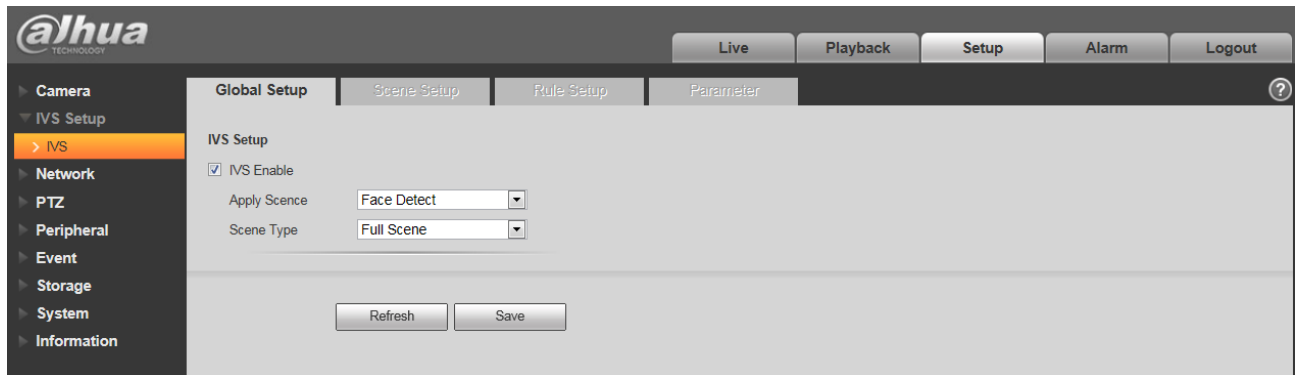 alhua
TECHNOLOGY
Live Playback Setup Alarm Logout
Camera
IVS Setup
IVS
Network
PTZ
Peripheral
Event
Storage
System
Information
Global Setup Scene Setup Rule Setup Parameter ?
IVS Setup
IVS Enable
Apply Scence Face Detect
Scene Type Full Scene
Refresh Save